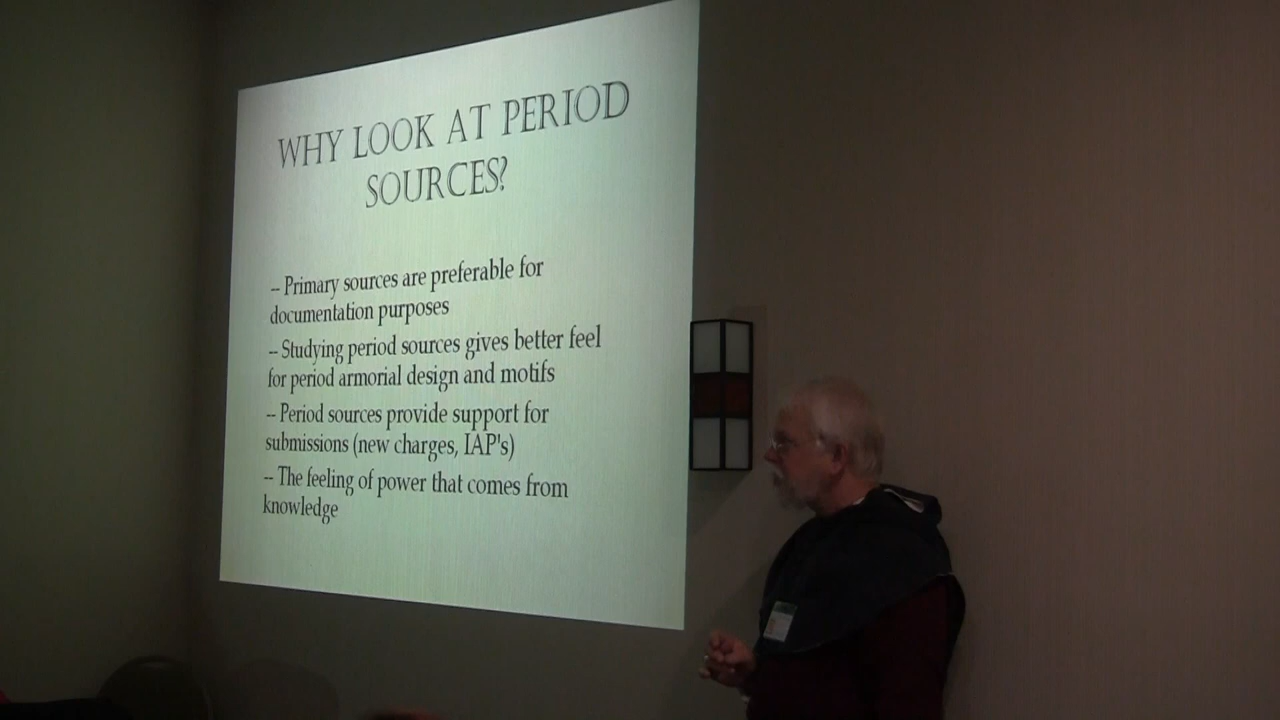 WHY LOOK AT PERIOD
SOURCES?
-- Primary sources are preferable for
documentation purposes
-- Studying period sources gives better feel
for period armorial design and motifs
-- Period sources provide support for
submissions (new charges, IAP's)
-- The feeling of power that comes from
knowledge